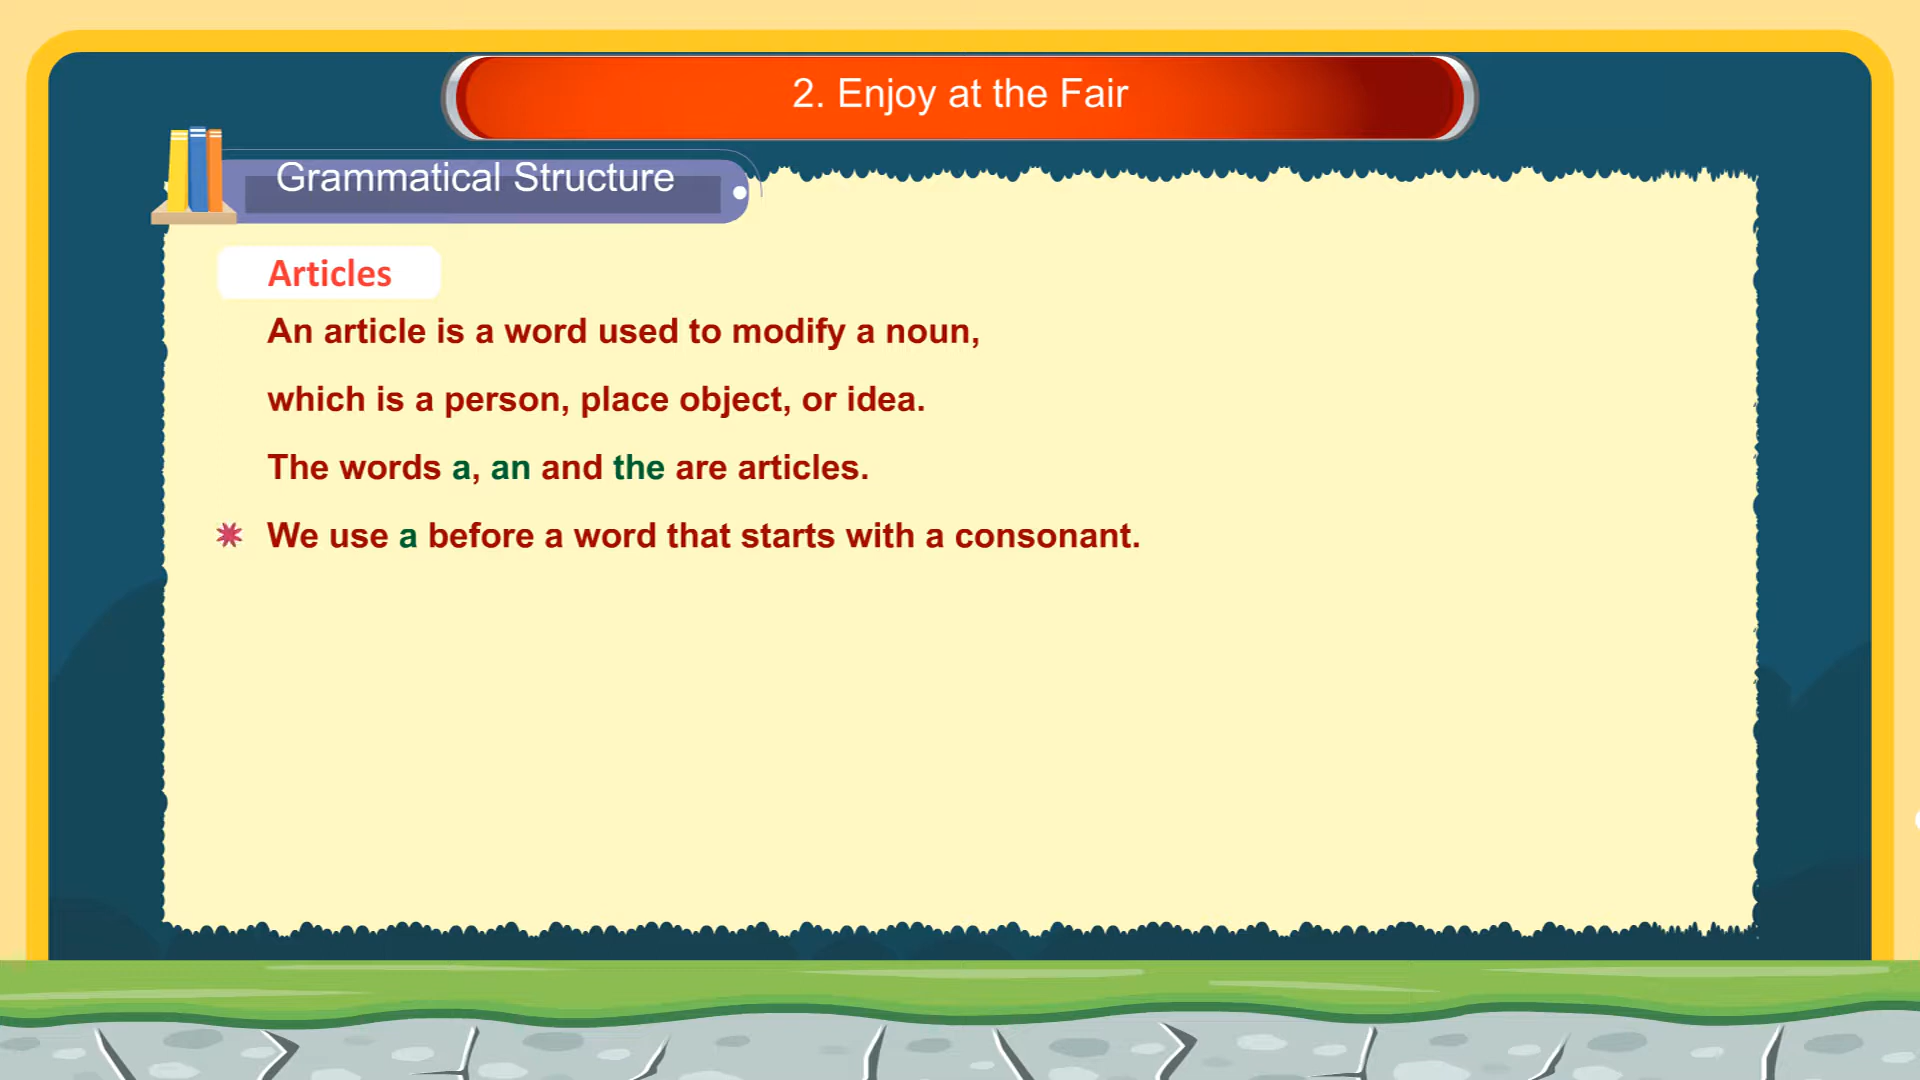 2. Enjoy at the Fair
Grammatical Structure
Articles
An article is a word used to modify a noun,
which is a person, place object, or idea.
The words a, an and the are articles.
We use a before a word that starts with a consonant.